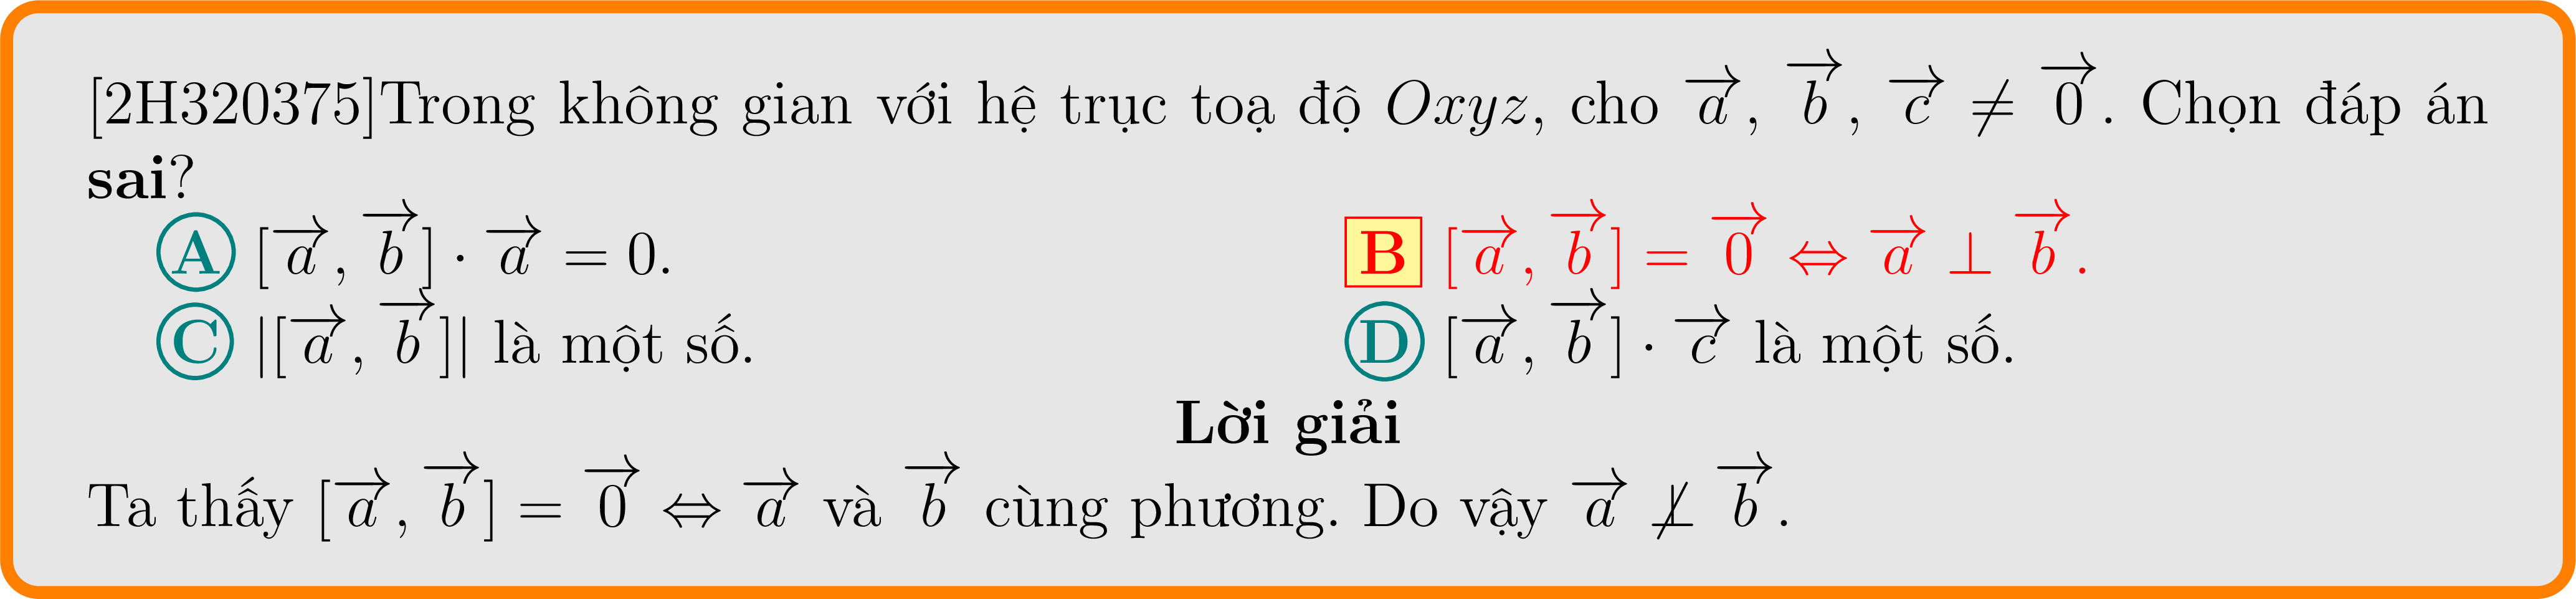 [2H320375]Trong không gian với hệ trục toạ độ $Oxyz$, cho $\overrightarrow{a}$, $\overrightarrow{b}$, $\overrightarrow{c} \neq \overrightarrow{0}$. Chọn đáp án
sai?
A $[\overrightarrow{a}, \overrightarrow{b}] \cdot \overrightarrow{a} = 0$. B $[\overrightarrow{a}, \overrightarrow{b}] = \overrightarrow{0} \Leftrightarrow \overrightarrow{a} \perp \overrightarrow{b}$.
C $|[\overrightarrow{a}, \overrightarrow{b}]|$ là một số. D $[\overrightarrow{a}, \overrightarrow{b}] \cdot \overrightarrow{c}$ là một số.
Lời giải
Ta thấy $[\overrightarrow{a}, \overrightarrow{b}] = \overrightarrow{0} \Leftrightarrow \overrightarrow{a}$ và $\overrightarrow{b}$ cùng phương. Do vậy $\overrightarrow{a} \not\perp \overrightarrow{b}$.